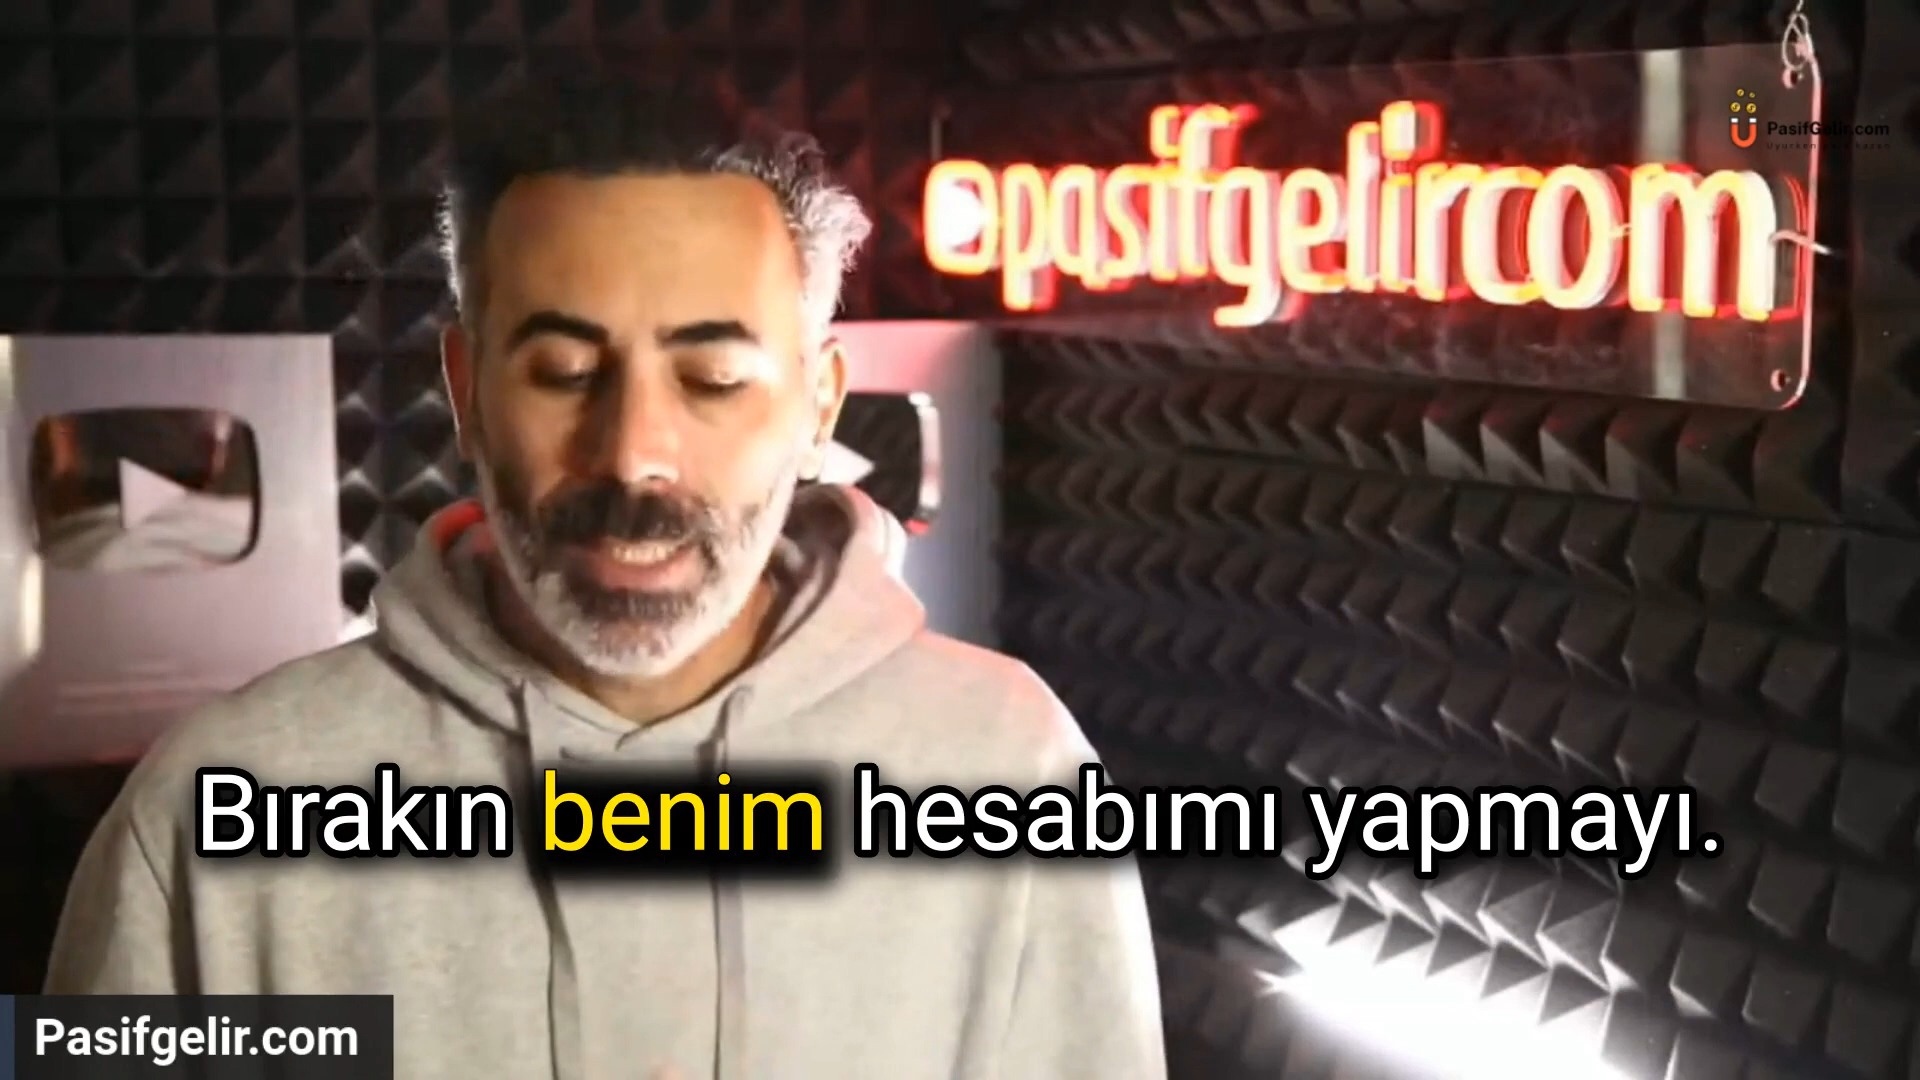 @pasifgelircom
PasifGelir.com
Bırakın benim hesabımı yapmayı.
Pasifgelir.com